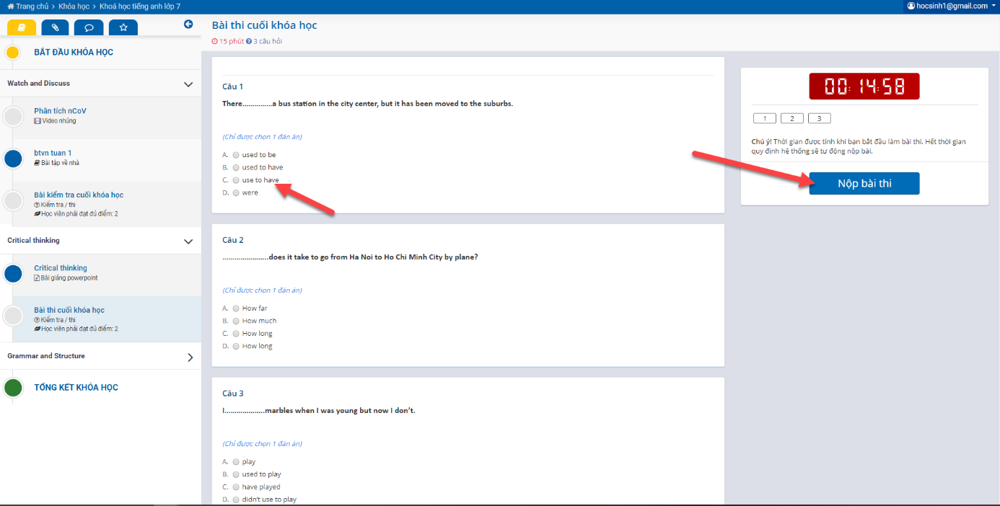 Trang chủ › Khóa học › Khoá học tiếng anh lớp 7
hocsinh1@gmail.com
BẮT ĐẦU KHÓA HỌC
Watch and Discuss
Phân tích nCoV
Video nhúng
btvn tuan 1
Bài tập về nhà
Bài kiểm tra cuối khóa học
Kiểm tra / thi
Học viên phải đạt đủ điểm: 2
Critical thinking
Critical thinking
Bài giảng powerpoint
Bài thi cuối khóa học
Kiểm tra / thi
Học viên phải đạt đủ điểm: 2
Grammar and Structure
TỔNG KẾT KHÓA HỌC
Bài thi cuối khóa học
15 phút 3 câu hỏi
Câu 1
There……………a bus station in the city center, but it has been moved to the suburbs.
(Chỉ được chọn 1 đán án)
A. used to be
B. used to have
C. use to have
D. were
Câu 2
…………………..does it take to go from Ha Noi to Ho Chi Minh City by plane?
(Chỉ được chọn 1 đán án)
A. How far
B. How much
C. How long
D. How long
Câu 3
I………………..marbles when I was young but now I don’t.
(Chỉ được chọn 1 đán án)
A. play
B. used to play
C. have played
D. didn't use to play
00:14:58
1 2 3
Chú ý! Thời gian được tính khi bạn bắt đầu làm bài thi. Hết thời gian
quy định hệ thống sẽ tự động nộp bài.
Nộp bài thi